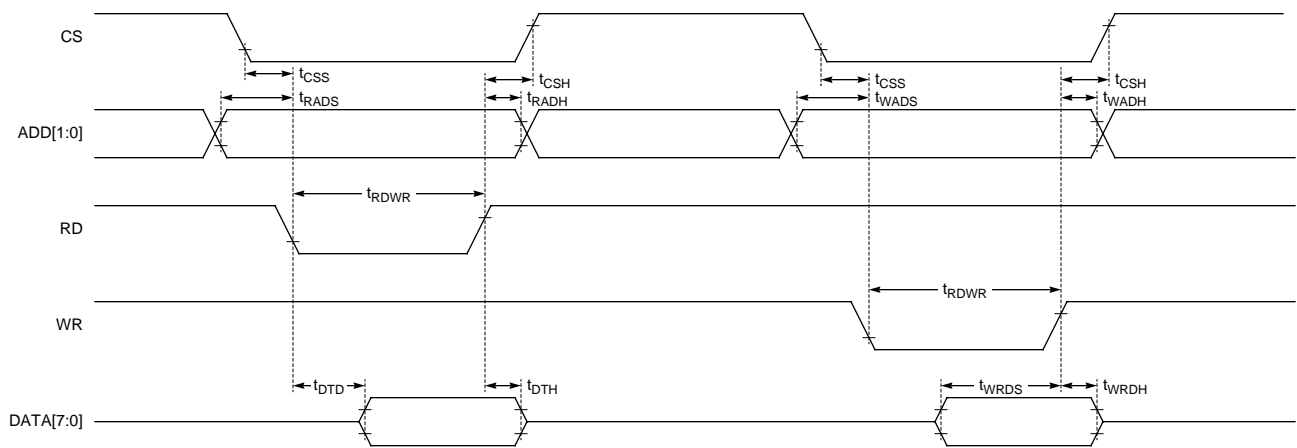 CS
tCSS
tCSH
tCSS
tCSH
tRADS
tRADH
tWADS
tWADH
ADD[1:0]
tRDWR
RD
tRDWR
WR
tDTD
tDTH
tWRDS
tWRDH
DATA[7:0]